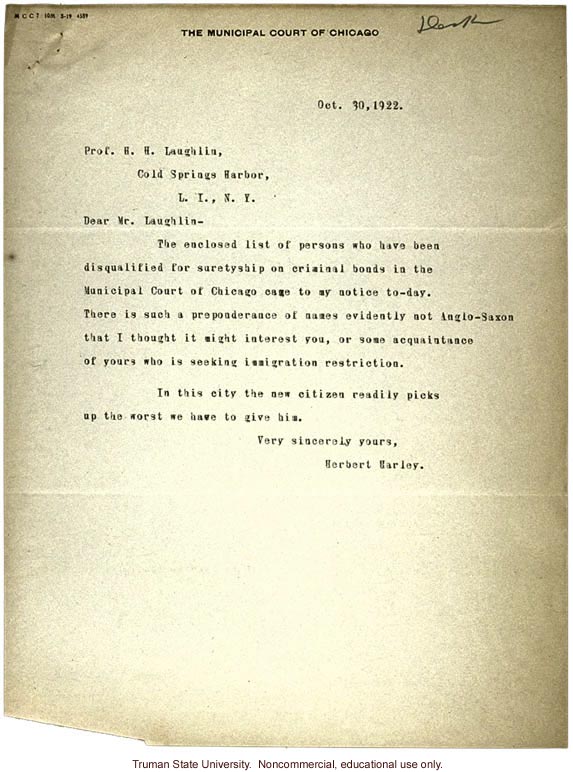 M C C 7 10M 5-19 4589
THE MUNICIPAL COURT OF CHICAGO
Oct. 30,1922.
Prof. H. H. Laughlin,
Cold Springs Harbor,
L. I., N. Y.
Dear Mr. Laughlin-
The enclosed list of persons who have been
disqualified for suretyship on criminal bonds in the
Municipal Court of Chicago came to my notice to-day.
There is such a preponderance of names evidently not Anglo-Saxon
that I thought it might interest you, or some acquaintance
of yours who is seeking immigration restriction.
In this city the new citizen readily picks
up the worst we have to give him.
Very sincerely yours,
Herbert Harley.
Truman State University. Noncommercial, educational use only.